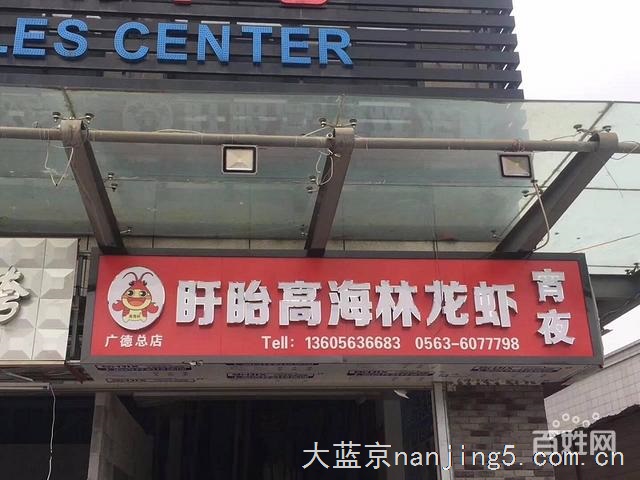 LES CENTER
盱眙高海林龙虾
宵夜
广德总店
Tell: 13605636683 0563-6077798
百姓网
大蓝京nanjing5.com.cn